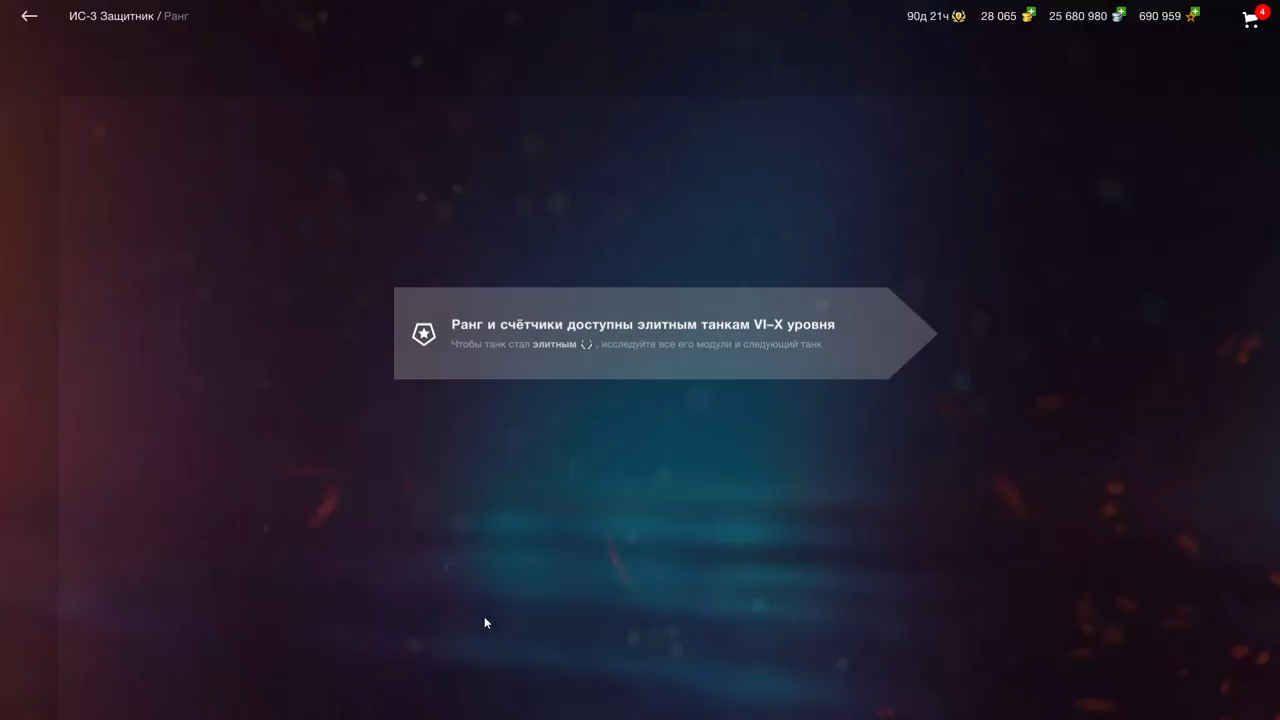 ИС-3 Защитник / Ранг
90д 21ч 28 065 25 680 980 690 959 4
Ранг и счётчики доступны элитным танкам VI–X уровня
Чтобы танк стал элитным , исследуйте все его модули и следующий танк